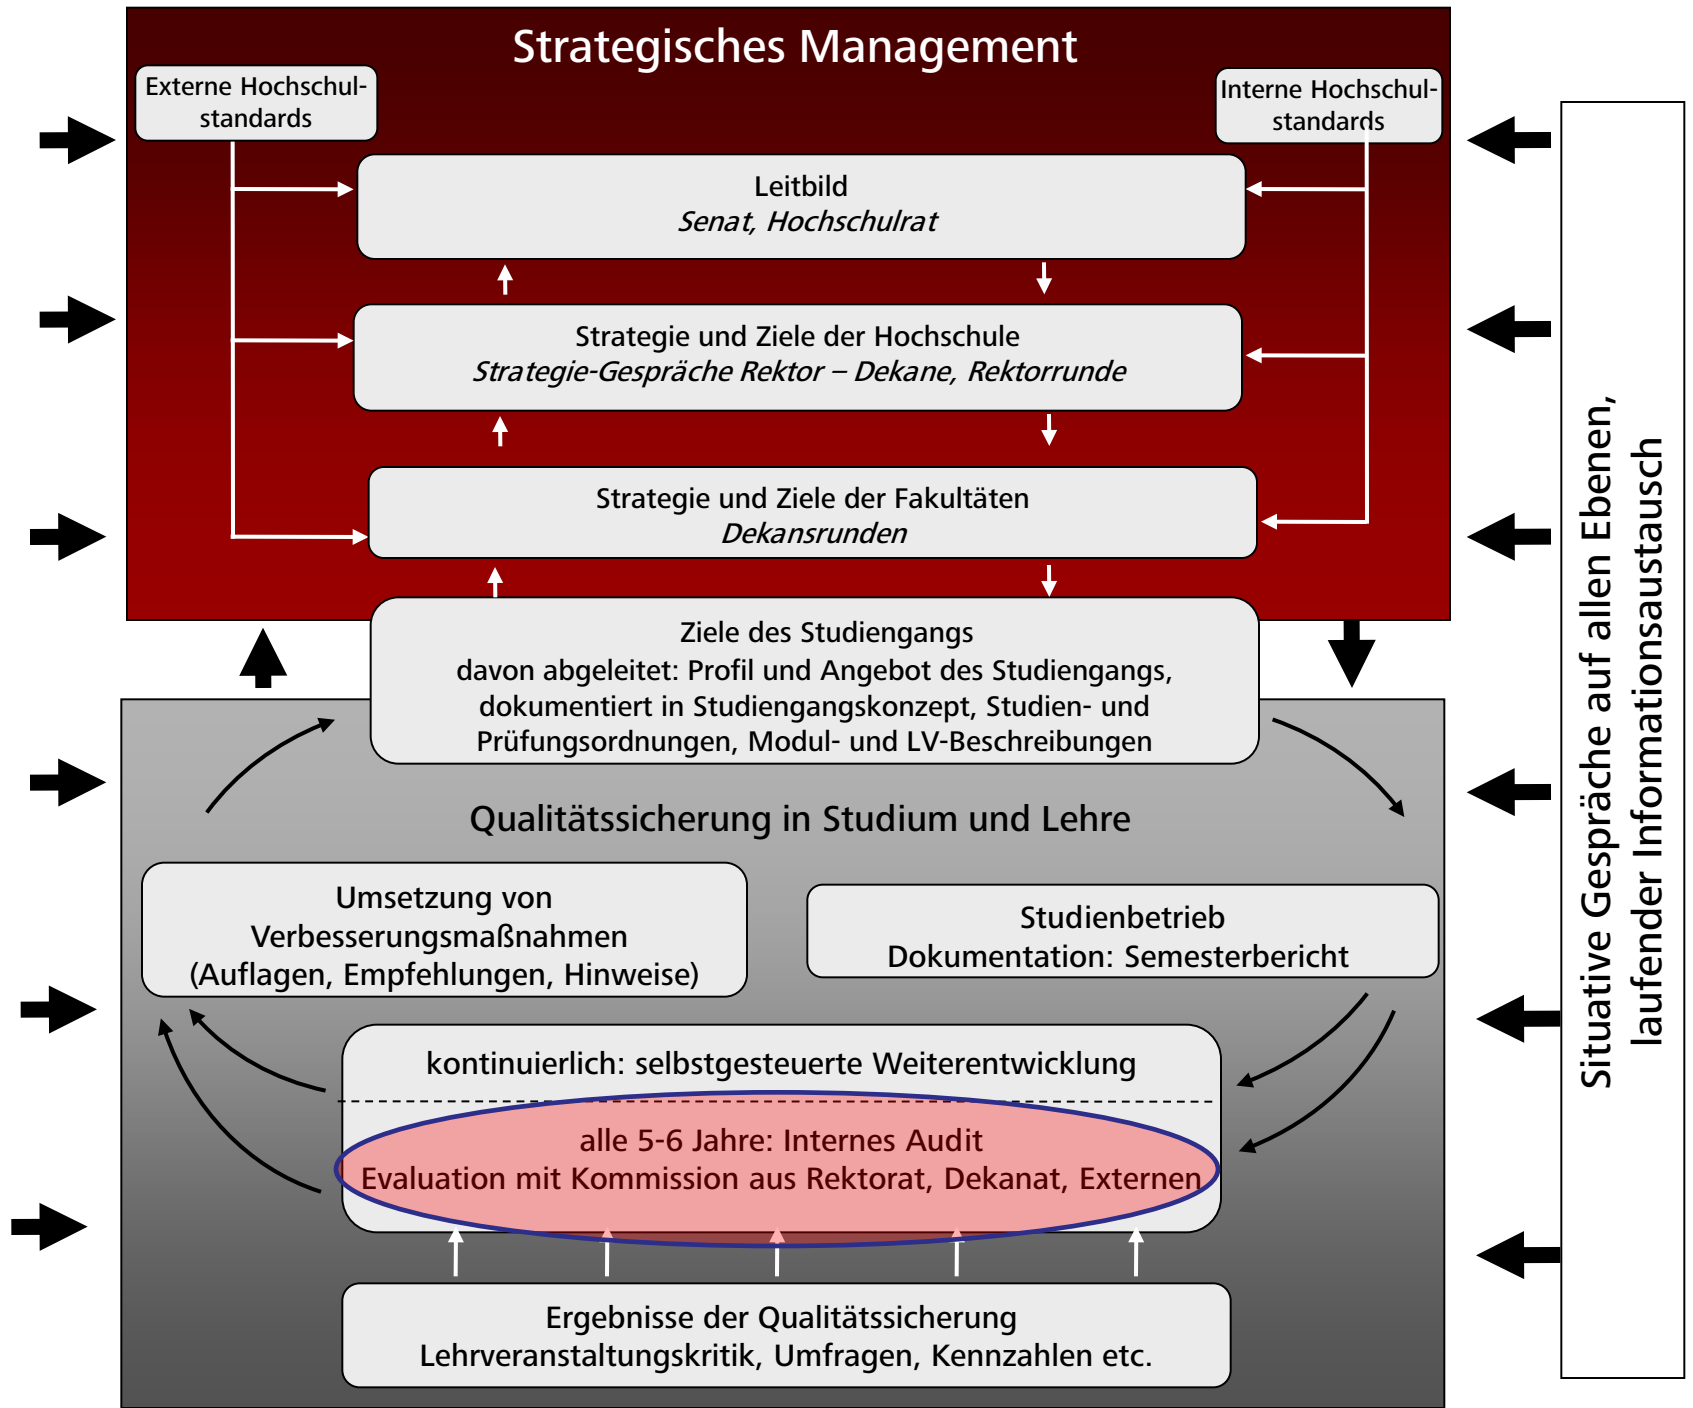 Strategisches Management
Externe Hochschul-
standards
Interne Hochschul-
standards
Leitbild
Senat, Hochschulrat
Strategie und Ziele der Hochschule
Strategie-Gespräche Rektor – Dekane, Rektorrunde
Strategie und Ziele der Fakultäten
Dekansrunden
Ziele des Studiengangs
davon abgeleitet: Profil und Angebot des Studiengangs,
dokumentiert in Studiengangskonzept, Studien- und
Prüfungsordnungen, Modul- und LV-Beschreibungen
Qualitätssicherung in Studium und Lehre
Umsetzung von
Verbesserungsmaßnahmen
(Auflagen, Empfehlungen, Hinweise)
Studienbetrieb
Dokumentation: Semesterbericht
kontinuierlich: selbstgesteuerte Weiterentwicklung
alle 5-6 Jahre: Internes Audit
Evaluation mit Kommission aus Rektorat, Dekanat, Externen
Ergebnisse der Qualitätssicherung
Lehrveranstaltungskritik, Umfragen, Kennzahlen etc.
Situative Gespräche auf allen Ebenen,
laufender Informationsaustausch